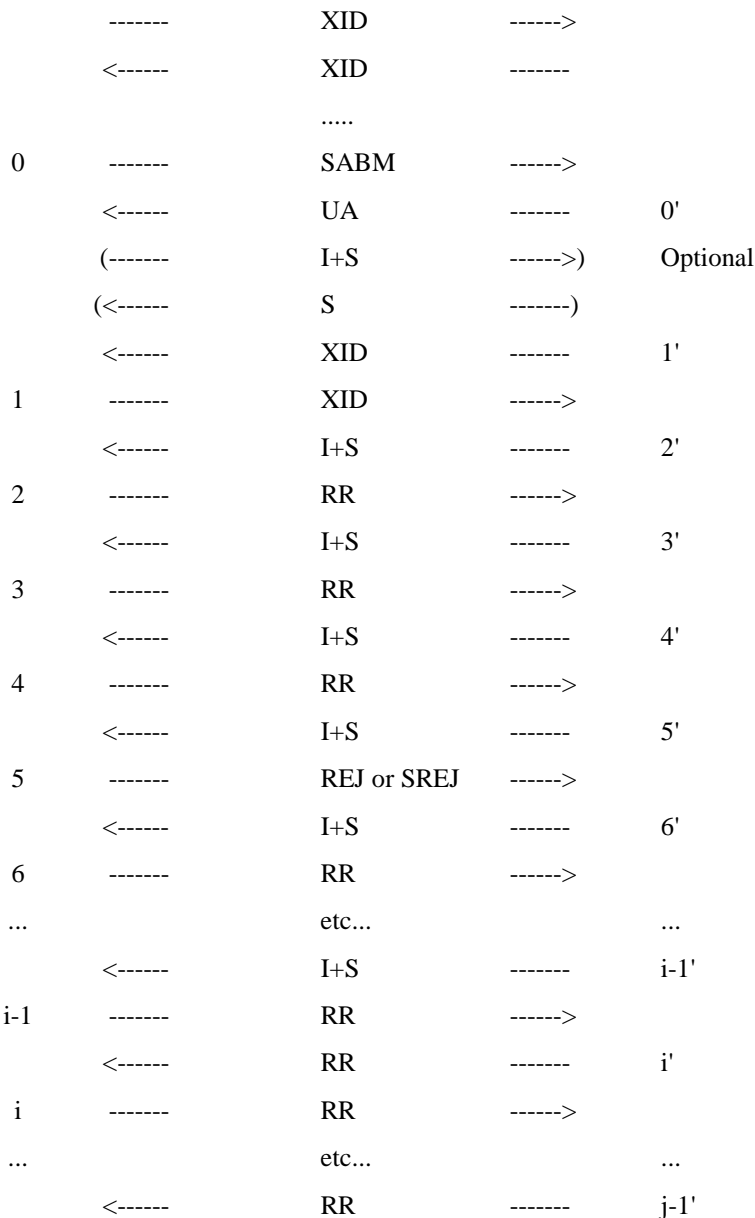 ------- XID ------>
<------ XID -------
.....
0 ------- SABM ------>
<------ UA ------- 0'
(------- I+S ------>) Optional
(<------ S -------)
<------ XID ------- 1'
1 ------- XID ------>
<------ I+S ------- 2'
2 ------- RR ------>
<------ I+S ------- 3'
3 ------- RR ------>
<------ I+S ------- 4'
4 ------- RR ------>
<------ I+S ------- 5'
5 ------- REJ or SREJ ------>
<------ I+S ------- 6'
6 ------- RR ------>
... etc... ...
<------ I+S ------- i-1'
i-1 ------- RR ------>
<------ RR ------- i'
i ------- RR ------>
... etc... ...
<------ RR ------- j-1'